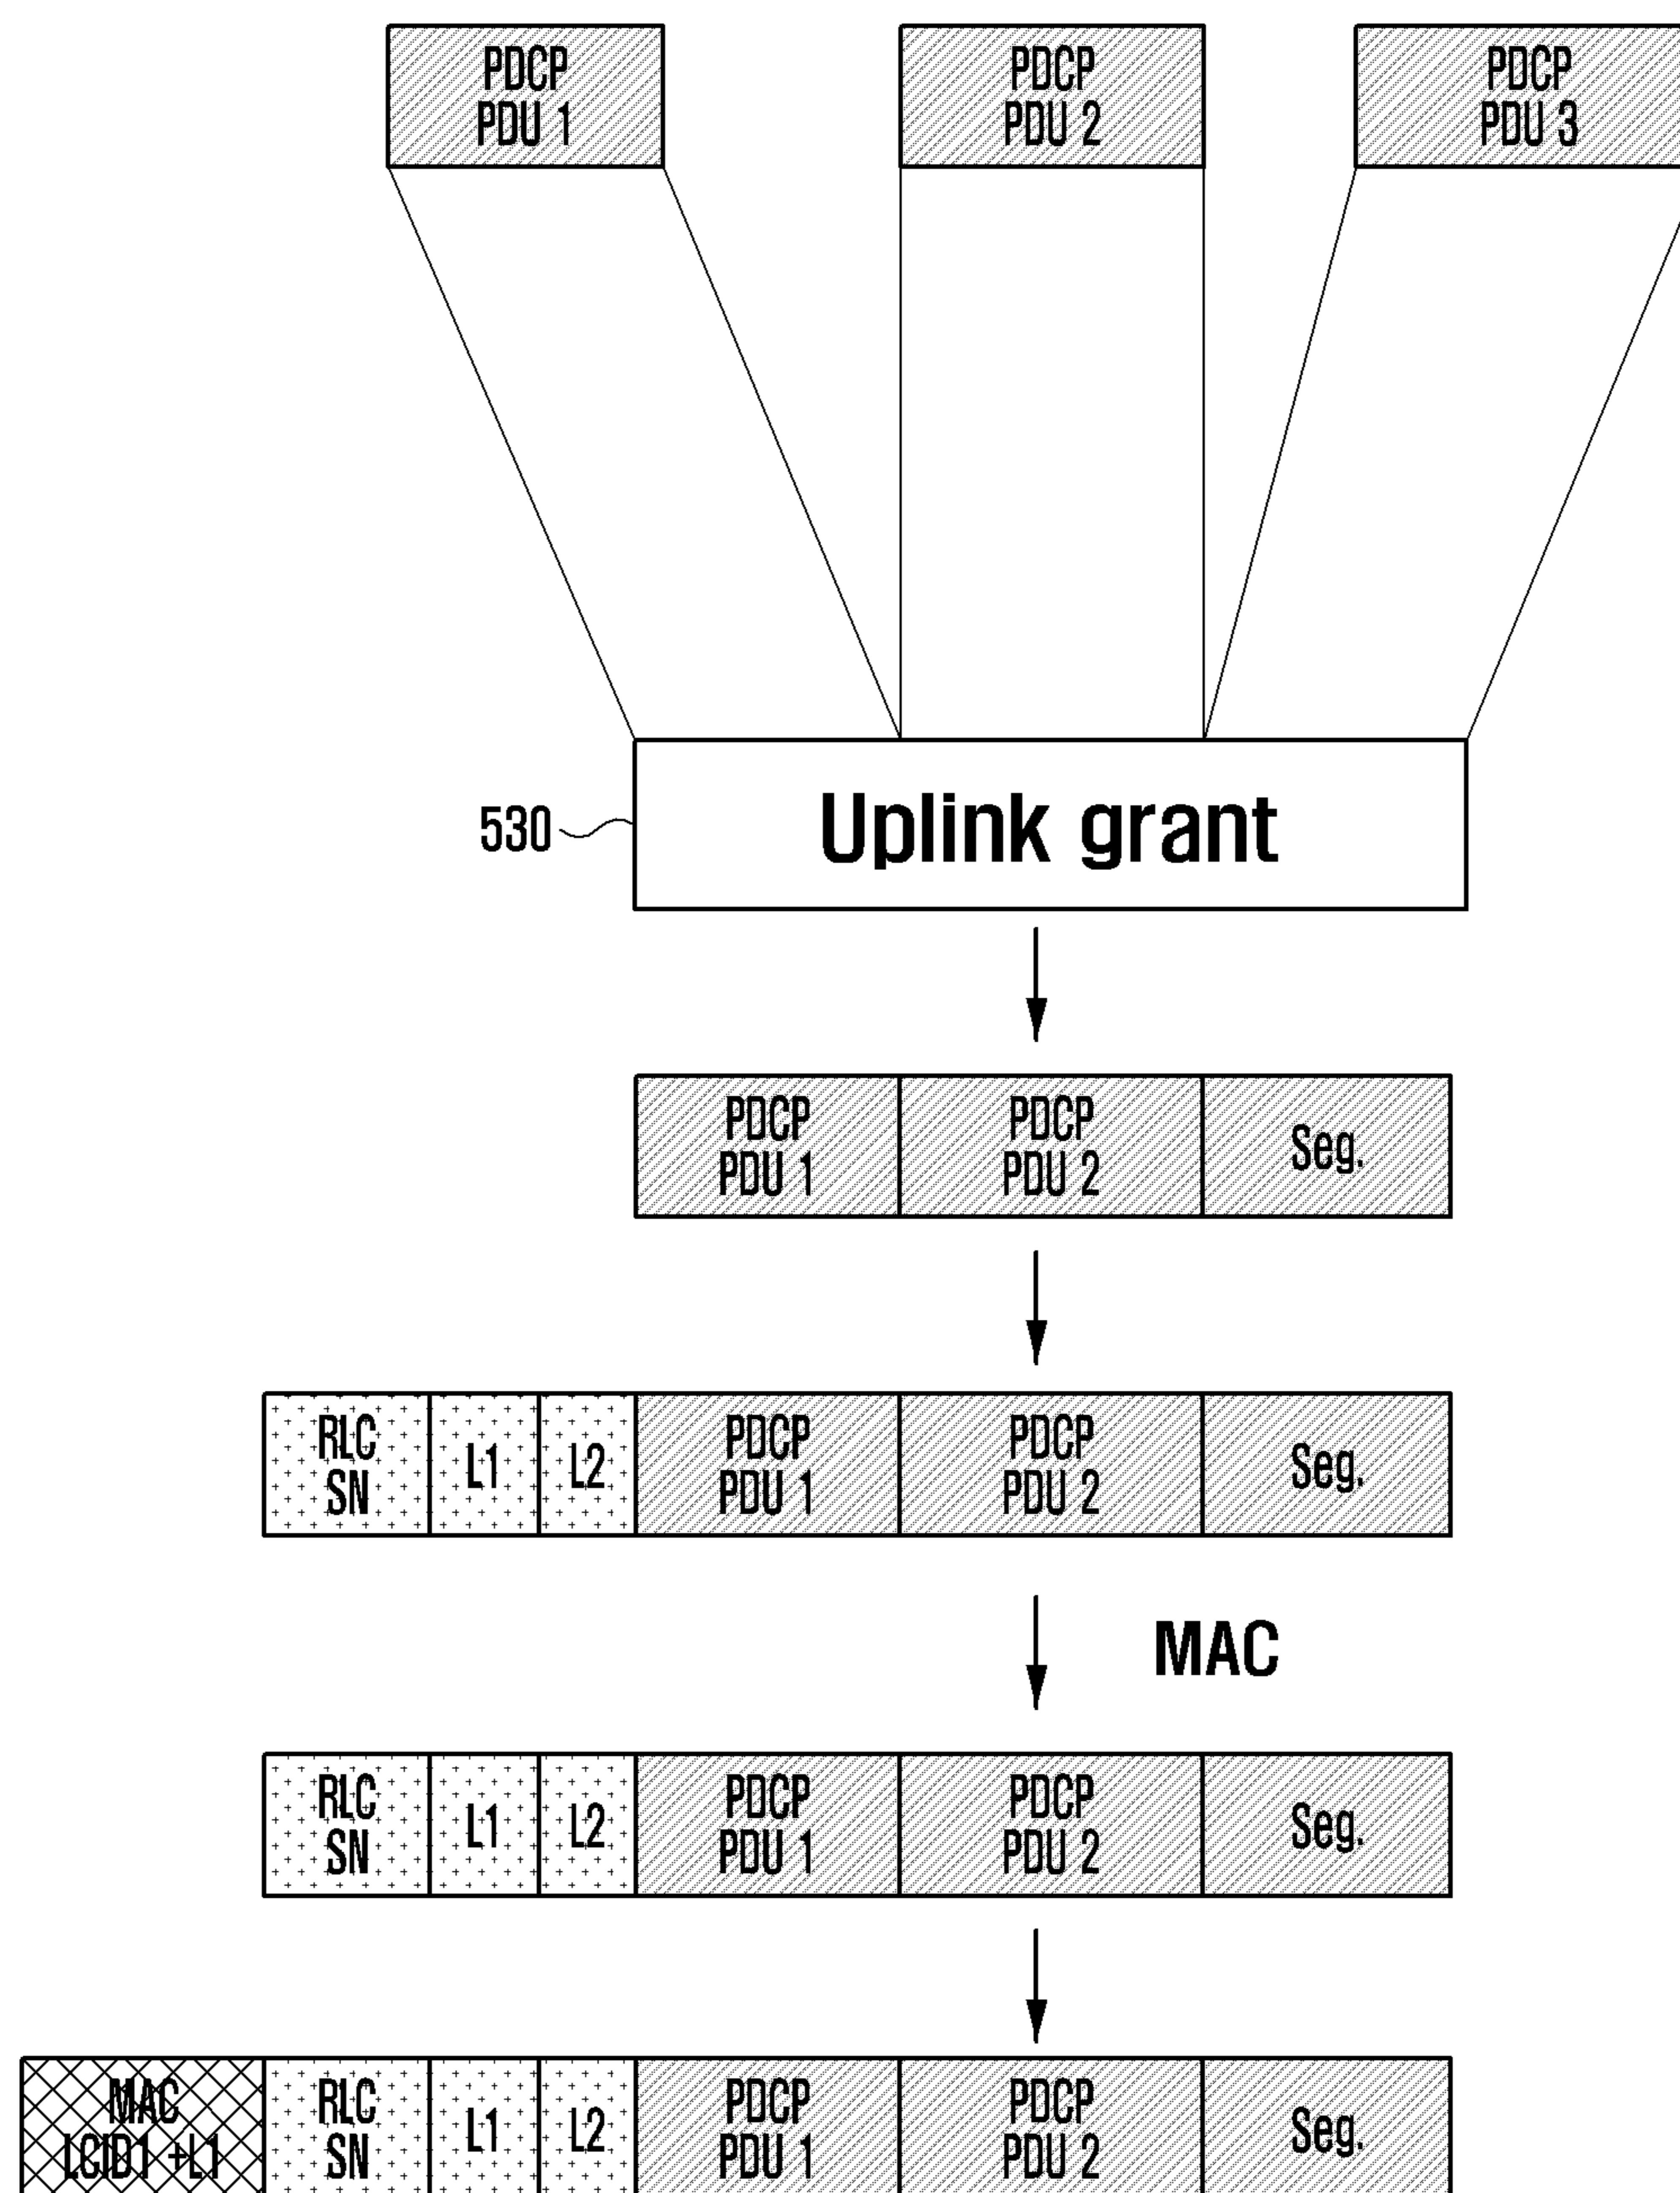 PDCP
PDU 1
PDCP
PDU 2
PDCP
PDU 3
530
Uplink grant
PDCP
PDU 1
PDCP
PDU 2
Seg.
RLC
SN
L1
L2
PDCP
PDU 1
PDCP
PDU 2
Seg.
MAC
RLC
SN
L1
L2
PDCP
PDU 1
PDCP
PDU 2
Seg.
MAC
LCID1 +L1
RLC
SN
L1
L2
PDCP
PDU 1
PDCP
PDU 2
Seg.